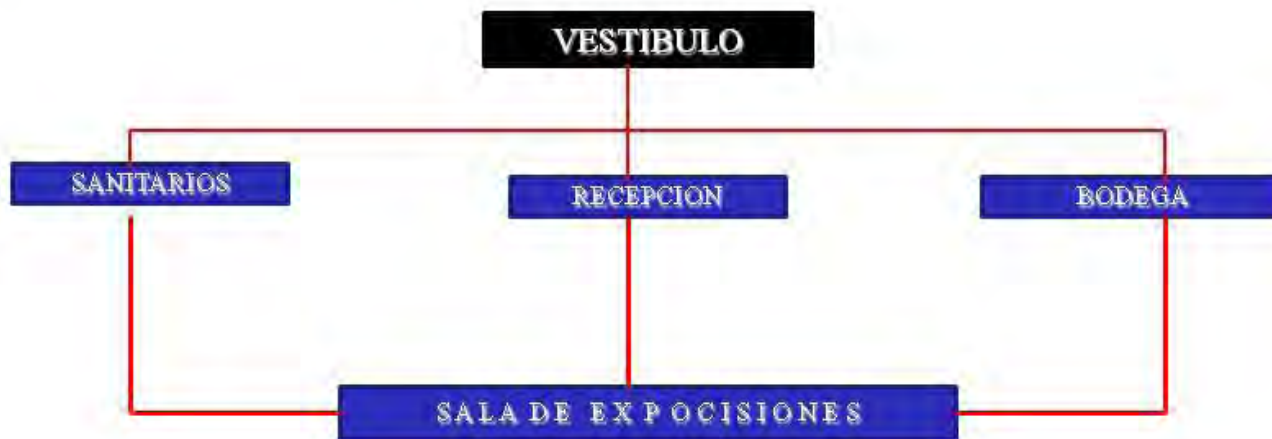 VESTIBULO
SANITARIOS
RECEPCION
BODEGA
SALA DE EXPOCISIONES